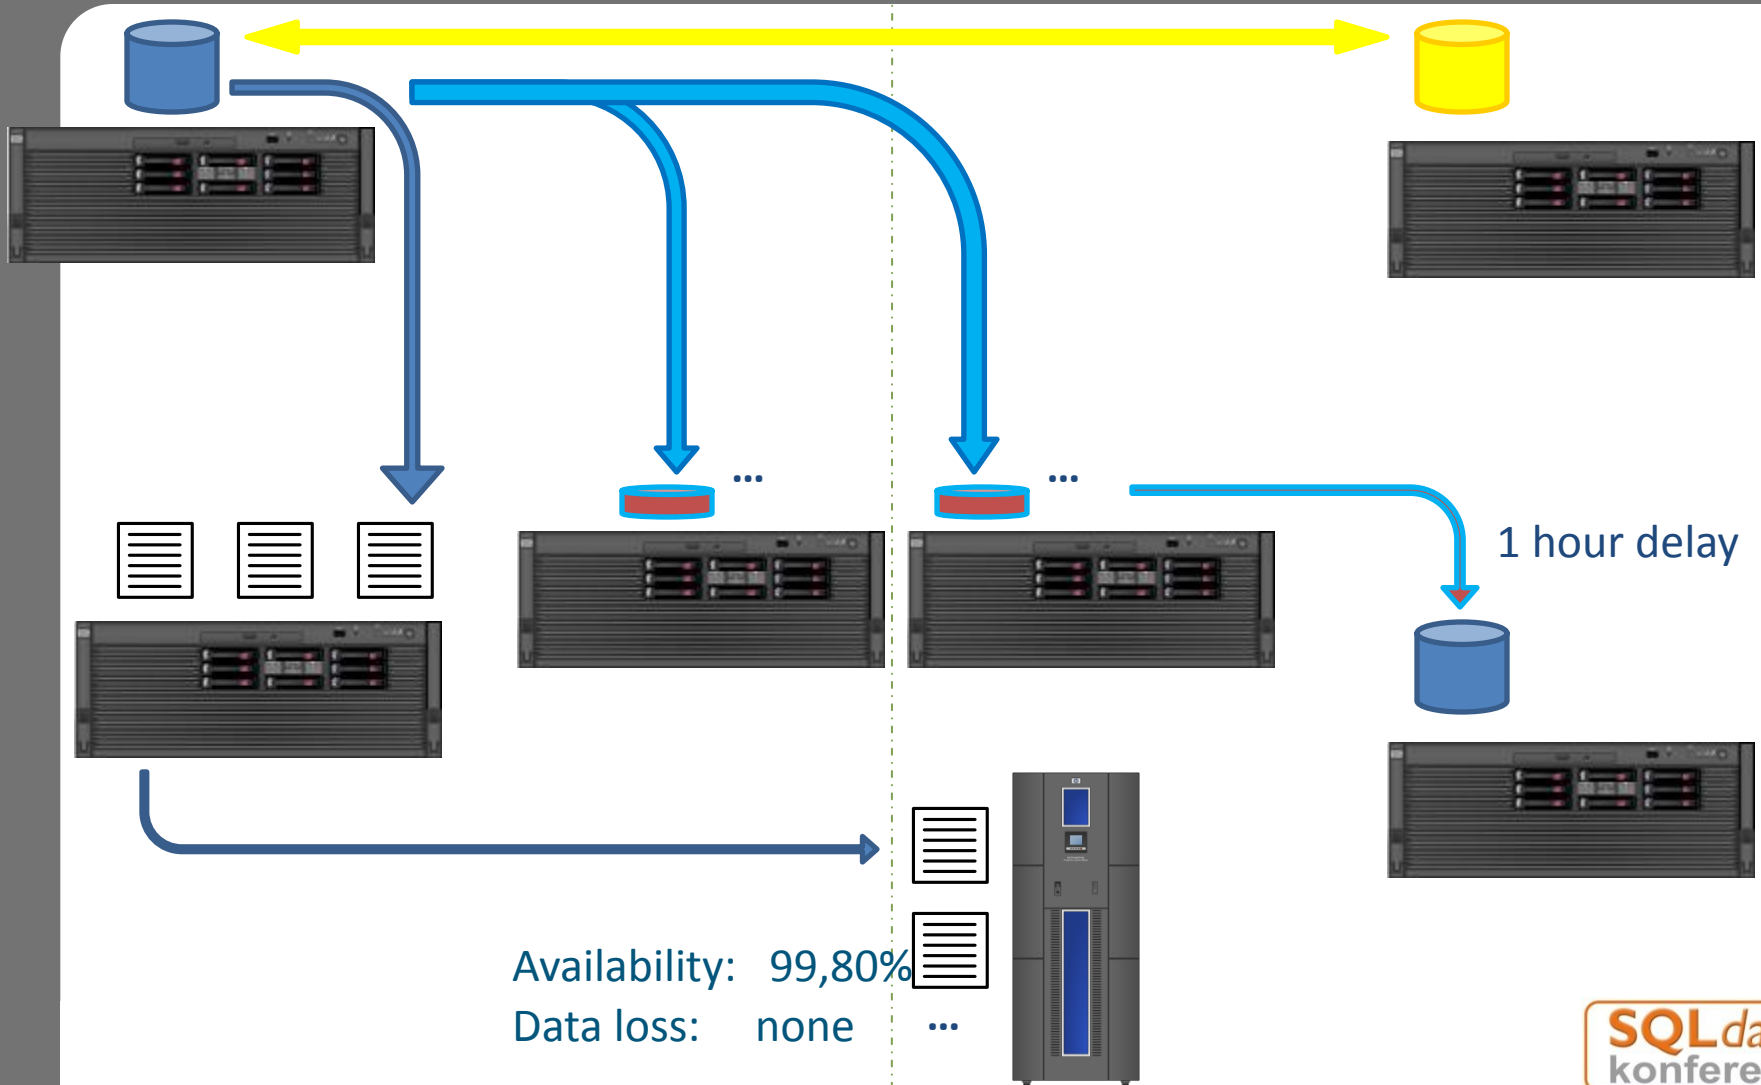 ...
...
1 hour delay
Availability: 99,80%
Data loss: none
...
SQLda
konfere